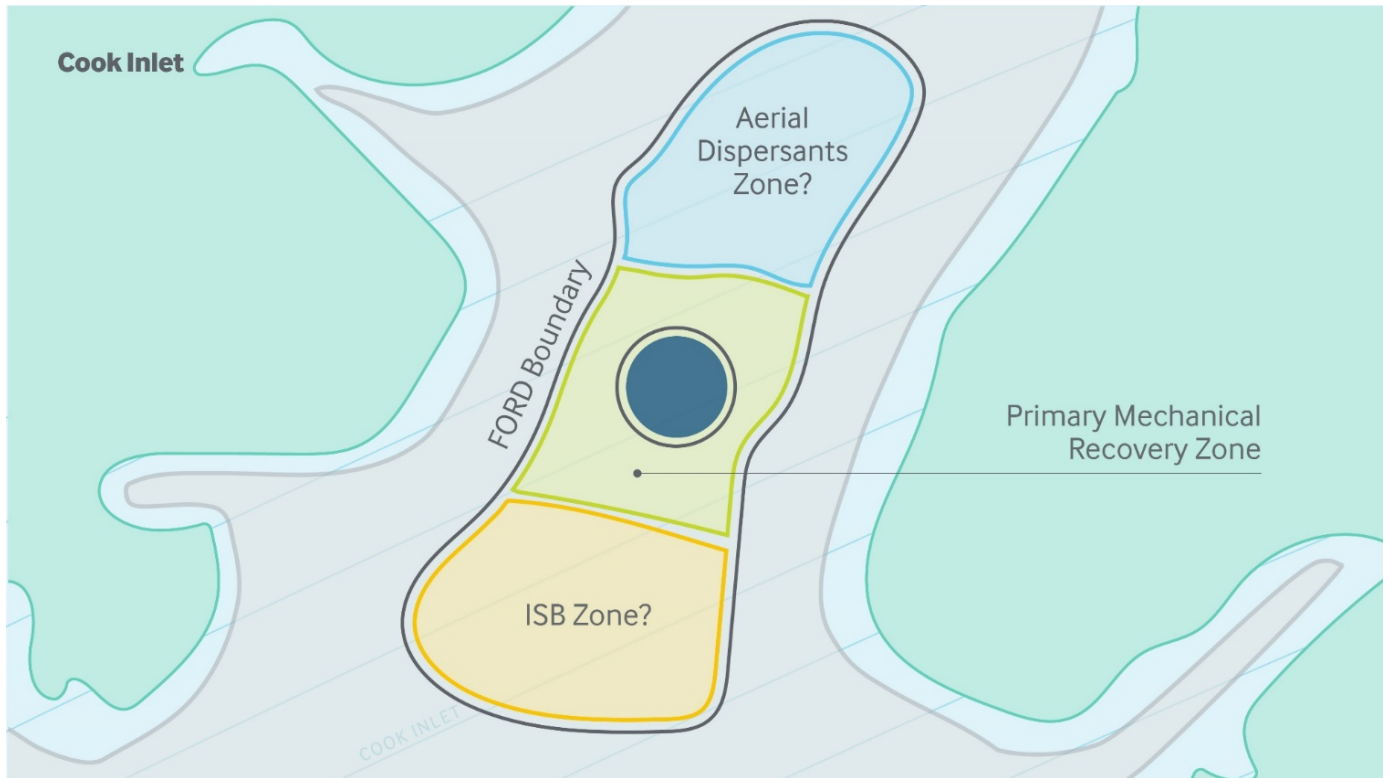 Cook Inlet
Aerial
Dispersants
Zone?
FORD Boundary
Primary Mechanical
Recovery Zone
ISB Zone?
COOK INLET